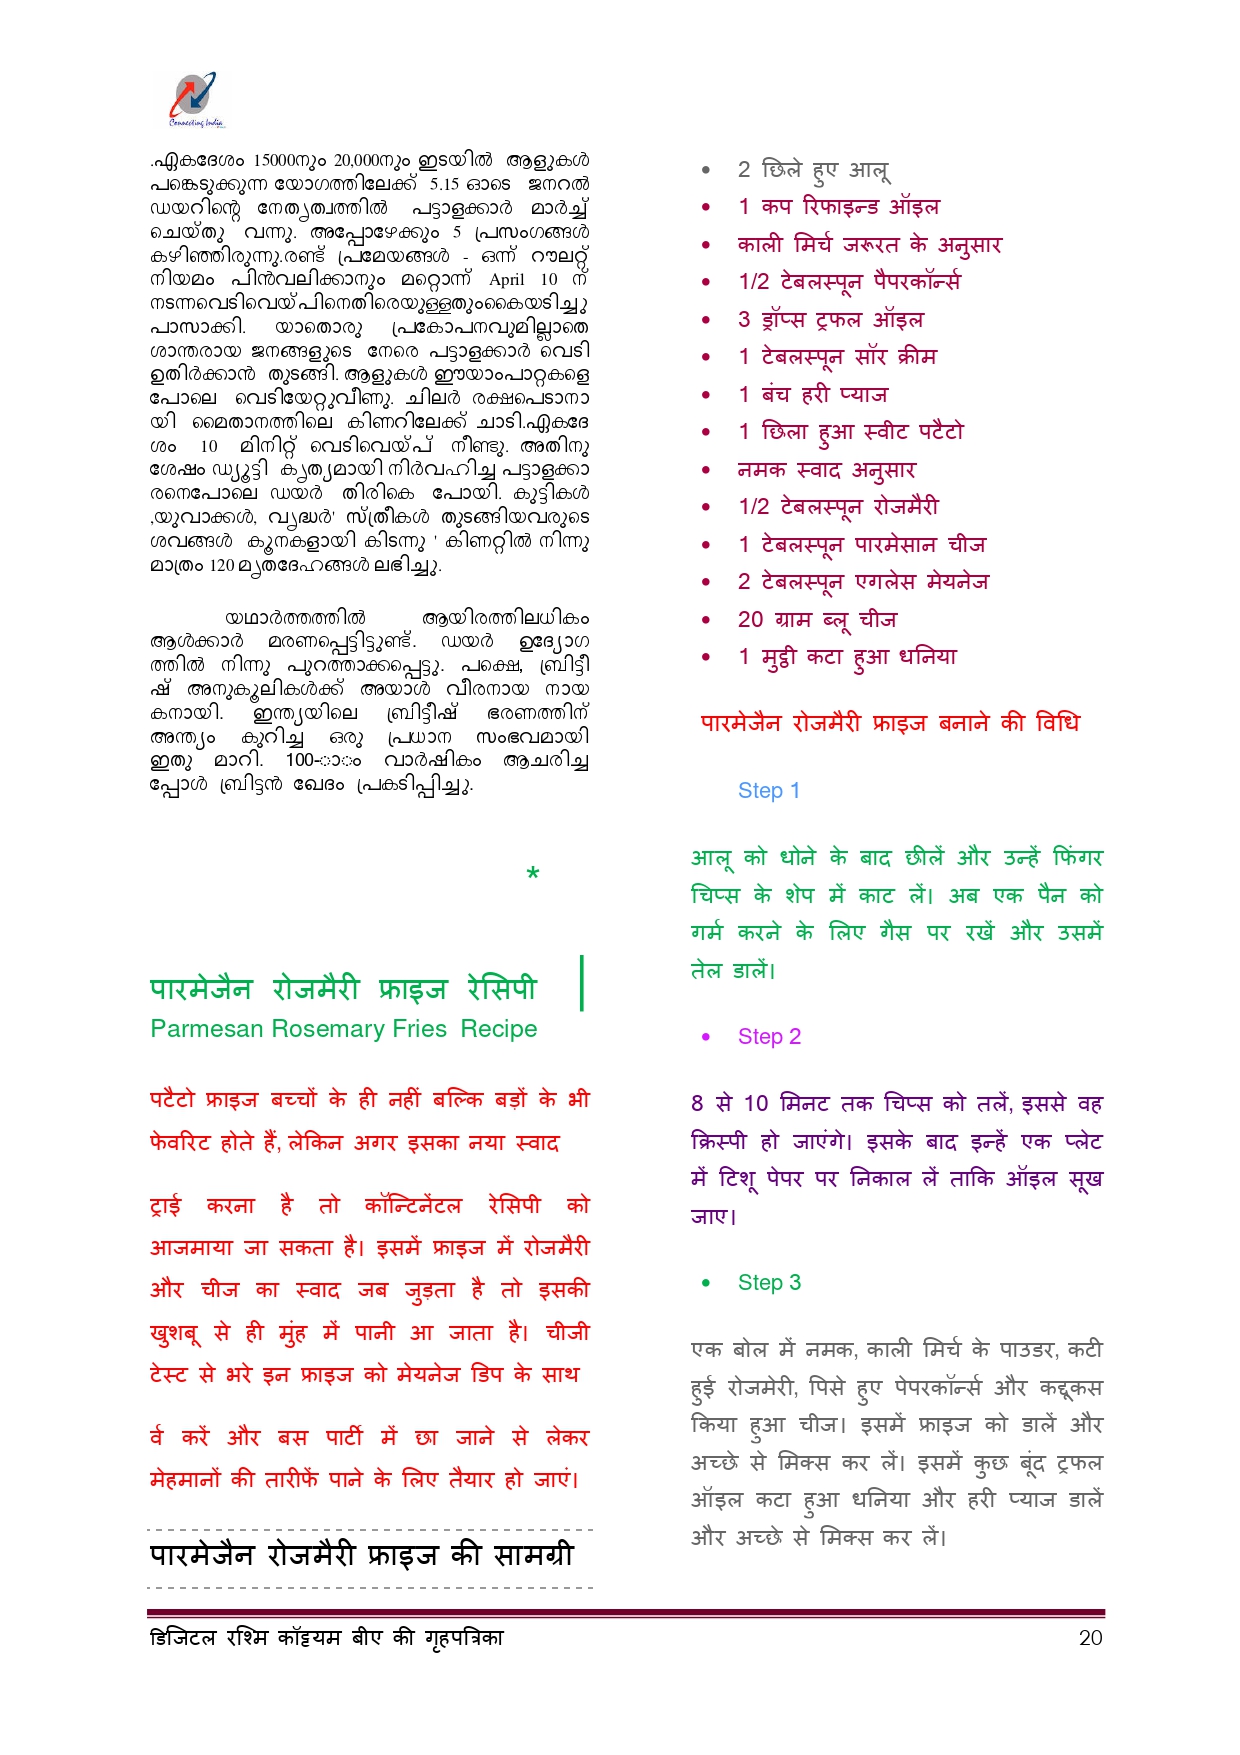 Connecting India
.ഏകദേശം 15000നും 20,000നും ഇടയിൽ ആളുകൾ
പങ്കെടുക്കുന്ന യോഗത്തിലേക്ക് 5.15 ഓടെ ജനറൽ
ഡയറിന്റെ നേതൃത്വത്തിൽ പട്ടാളക്കാർ മാർച്ച്
ചെയ്തു വന്നു. അപ്പോഴേക്കും 5 പ്രസംഗങ്ങൾ
കഴിഞ്ഞിരുന്നു.രണ്ട് പ്രമേയങ്ങൾ - ഒന്ന് റൗലറ്റ്
നിയമം പിൻവലിക്കാനും മറ്റൊന്ന് April 10 ന്
നടന്നവെടിവെയ്പിനെതിരെയുള്ളതുംകൈയടിച്ചു
പാസാക്കി. യാതൊരു പ്രകോപനവുമില്ലാതെ
ശാന്തരായ ജനങ്ങളുടെ നേരെ പട്ടാളക്കാർ വെടി
ഉതിർക്കാൻ തുടങ്ങി. ആളുകൾ ഈയാംപാറ്റകളെ
പോലെ വെടിയേറ്റുവീണു. ചിലർ രക്ഷപെടാനാ
യി മൈതാനത്തിലെ കിണറിലേക്ക് ചാടി.ഏകദേ
ശം 10 മിനിറ്റ് വെടിവെയ്പ് നീണ്ടു. അതിനു
ശേഷം ഡ്യൂട്ടി കൃത്യമായി നിർവഹിച്ച പട്ടാളക്കാ
രനെപോലെ ഡയർ തിരികെ പോയി. കുട്ടികൾ
,യുവാക്കൾ, വൃദ്ധർ' സ്ത്രീകൾ തുടങ്ങിയവരുടെ
ശവങ്ങൾ കൂനകളായി കിടന്നു ' കിണറ്റിൽ നിന്നു
മാത്രം 120 മൃതദേഹങ്ങൾ ലഭിച്ചു.
യഥാർത്തത്തിൽ ആയിരത്തിലധികം
ആൾക്കാർ മരണപ്പെട്ടിട്ടുണ്ട്. ഡയർ ഉദ്യോഗ
ത്തിൽ നിന്നു പുറത്താക്കപ്പെട്ടു. പക്ഷെ, ബ്രിട്ടീ
ഷ് അനുകൂലികൾക്ക് അയാൾ വീരനായ നായ
കനായി. ഇന്ത്യയിലെ ബ്രിട്ടീഷ് ഭരണത്തിന്
അന്ത്യം കുറിച്ച ഒരു പ്രധാന സംഭവമായി
ഇതു മാറി. 100-ാം വാർഷികം ആചരിച്ച
പ്പോൾ ബ്രിട്ടൻ ഖേദം പ്രകടിപ്പിച്ചു.
*
पारमेजैन रोजमैरी फ्राइज रेसिपी
Parmesan Rosemary Fries Recipe
पटैटो फ्राइज बच्चों के ही नहीं बल्कि बड़ों के भी
फेवरिट होते हैं, लेकिन अगर इसका नया स्वाद
ट्राई करना है तो कॉन्टिनेंटल रेसिपी को
आजमाया जा सकता है। इसमें फ्राइज में रोजमैरी
और चीज का स्वाद जब जुड़ता है तो इसकी
खुशबू से ही मुंह में पानी आ जाता है। चीजी
टेस्ट से भरे इन फ्राइज को मेयनेज डिप के साथ
र्व करें और बस पार्टी में छा जाने से लेकर
मेहमानों की तारीफें पाने के लिए तैयार हो जाएं।
पारमेजैन रोजमैरी फ्राइज की सामग्री
• 2 छिले हुए आलू
• 1 कप रिफाइन्ड ऑइल
• काली मिर्च जरूरत के अनुसार
• 1/2 टेबलस्पून पैपरकॉर्न्स
• 3 ड्रॉप्स ट्रफल ऑइल
• 1 टेबलस्पून सॉर क्रीम
• 1 बंच हरी प्याज
• 1 छिला हुआ स्वीट पटैटो
• नमक स्वाद अनुसार
• 1/2 टेबलस्पून रोजमैरी
• 1 टेबलस्पून पारमेसान चीज
• 2 टेबलस्पून एगलेस मेयनेज
• 20 ग्राम ब्लू चीज
• 1 मुट्ठी कटा हुआ धनिया
पारमेजैन रोजमैरी फ्राइज बनाने की विधि
Step 1
आलू को धोने के बाद छीलें और उन्हें फिंगर
चिप्स के शेप में काट लें। अब एक पैन को
गर्म करने के लिए गैस पर रखें और उसमें
तेल डालें।
• Step 2
8 से 10 मिनट तक चिप्स को तलें, इससे वह
क्रिस्पी हो जाएंगे। इसके बाद इन्हें एक प्लेट
में टिशू पेपर पर निकाल लें ताकि ऑइल सूख
जाए।
• Step 3
एक बोल में नमक, काली मिर्च के पाउडर, कटी
हुई रोजमेरी, पिसे हुए पेपरकॉर्न्स और कद्दूकस
किया हुआ चीज। इसमें फ्राइज को डालें और
अच्छे से मिक्स कर लें। इसमें कुछ बूंद ट्रफल
ऑइल कटा हुआ धनिया और हरी प्याज डालें
और अच्छे से मिक्स कर लें।
डिजिटल रश्मि कॉट्टयम बीए की गृहपत्रिका 20